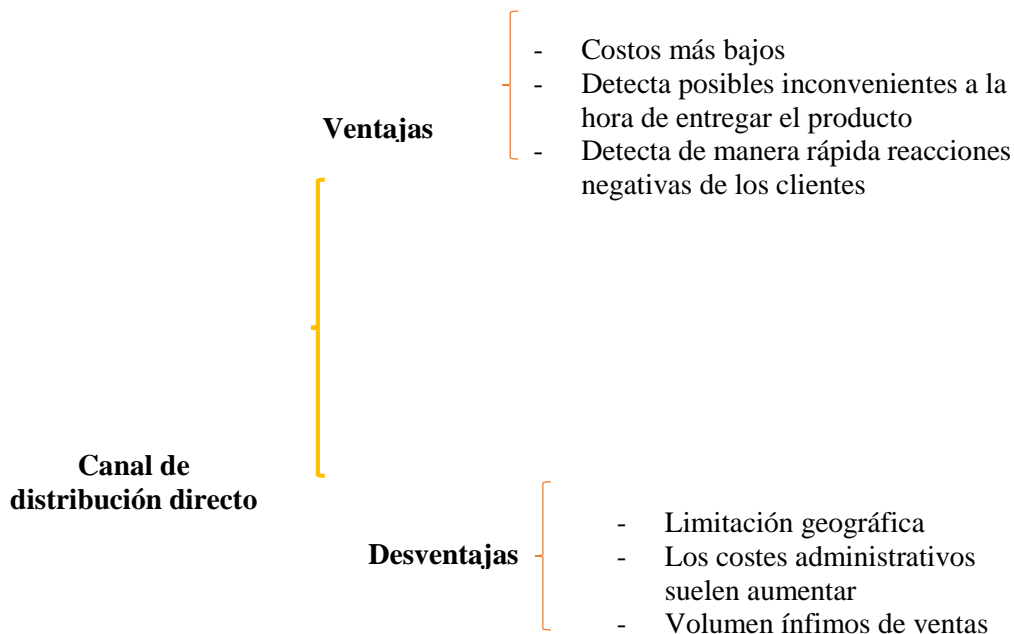 - Costos más bajos
- Detecta posibles inconvenientes a la
hora de entregar el producto
- Detecta de manera rápida reacciones
negativas de los clientes
Ventajas
Canal de
distribución directo
Desventajas
- Limitación geográfica
- Los costes administrativos
suelen aumentar
- Volumen ínfimos de ventas